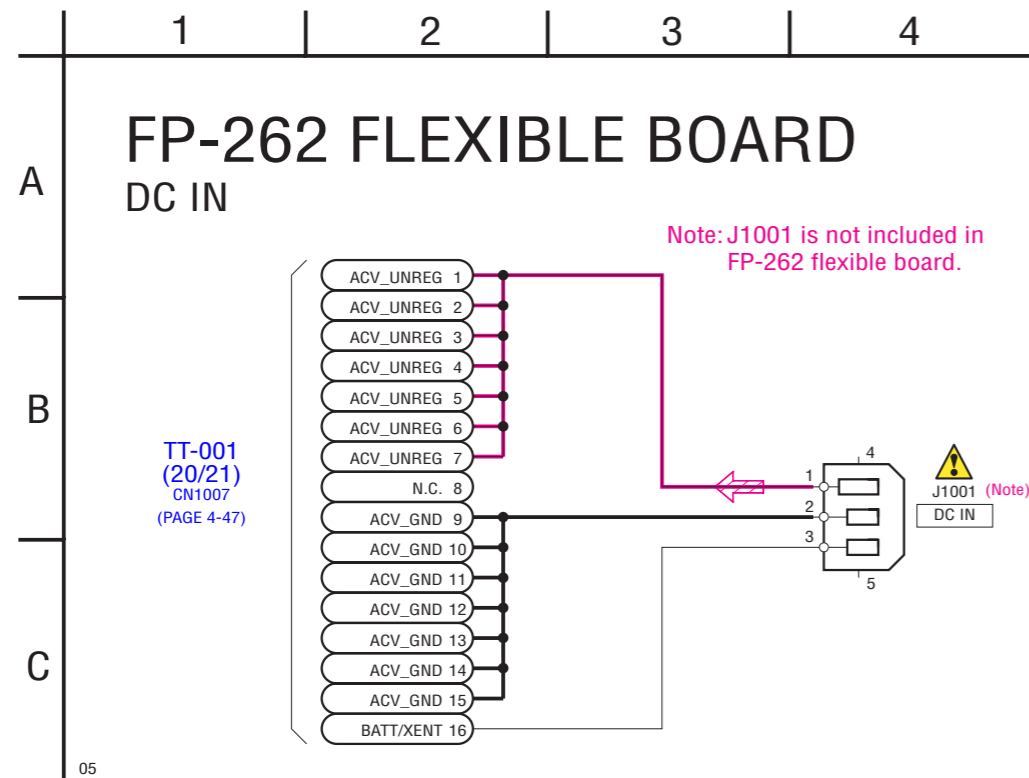 1 2 3 4
FP-262 FLEXIBLE BOARD
A
DC IN
Note: J1001 is not included in
FP-262 flexible board.
ACV_UNREG 1
ACV_UNREG 2
ACV_UNREG 3
ACV_UNREG 4
ACV_UNREG 5
B
ACV_UNREG 6
ACV_UNREG 7
N.C. 8
ACV_GND 9
ACV_GND 10
ACV_GND 11
ACV_GND 12
ACV_GND 13
C
ACV_GND 14
ACV_GND 15
BATT/XENT 16
TT-001
(20/21)
CN1007
(PAGE 4-47)
4
1
2
3
5
J1001 (Note)
DC IN
05